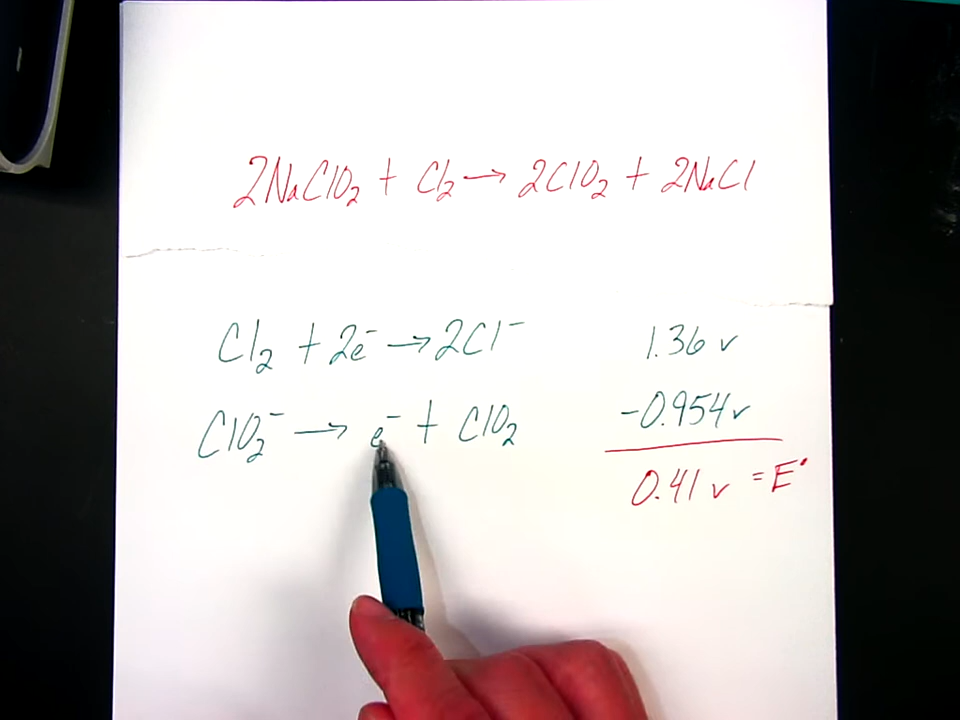 2NaClO₂ + Cl₂ → 2ClO₂ + 2NaCl
Cl₂ + 2e⁻ → 2Cl⁻ 1.36 v
ClO₂⁻ → e⁻ + ClO₂ -0.954 v
0.41 v = E°